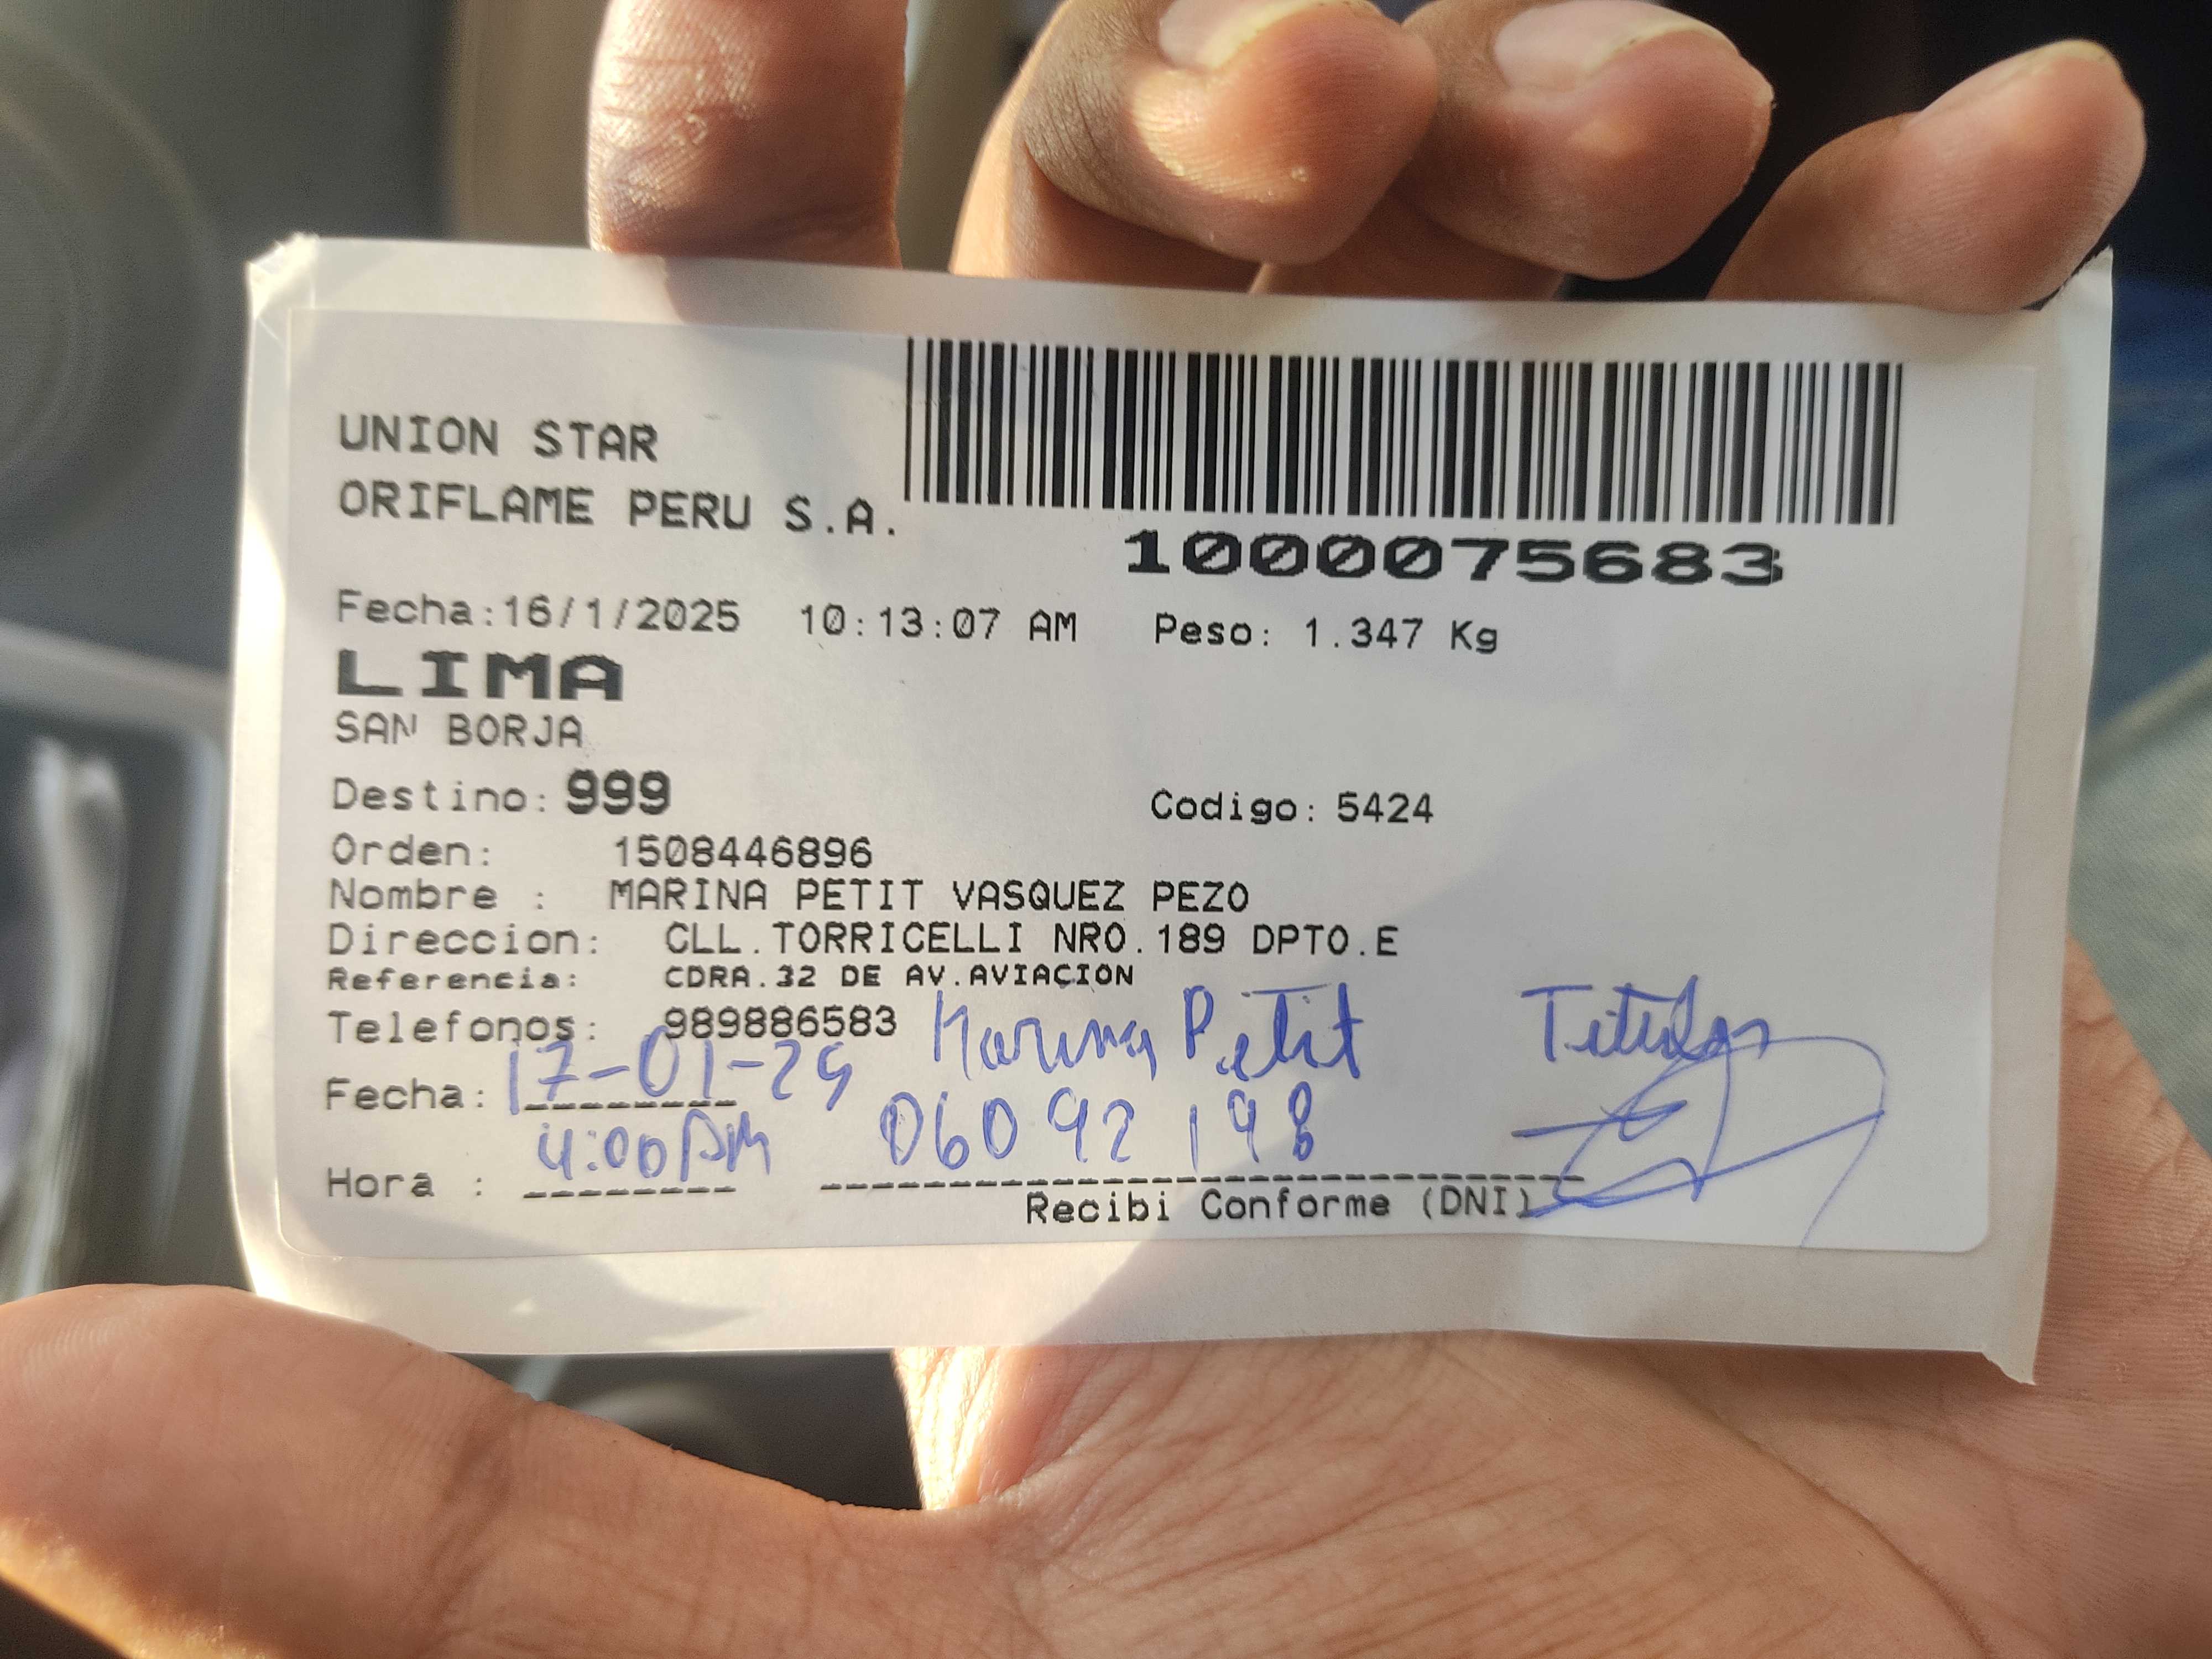 UNION STAR
ORIFLAME PERU S.A.
1000075683
Fecha:16/1/2025 10:13:07 AM Peso: 1.347 Kg
LIMA
SAN BORJA
Destino: 999 Codigo: 5424
Orden: 1508446896
Nombre : MARINA PETIT VASQUEZ PEZO
Direccion: CLL.TORRICELLI NRO.189 DPTO.E
Referencia: CDRA.32 DE AV.AVIACION
Telefonos: 989886583 Marina Petit Titular
Fecha: 17-01-25
Hora : 4:00 PM 06092198
Recibi Conforme (DNI)